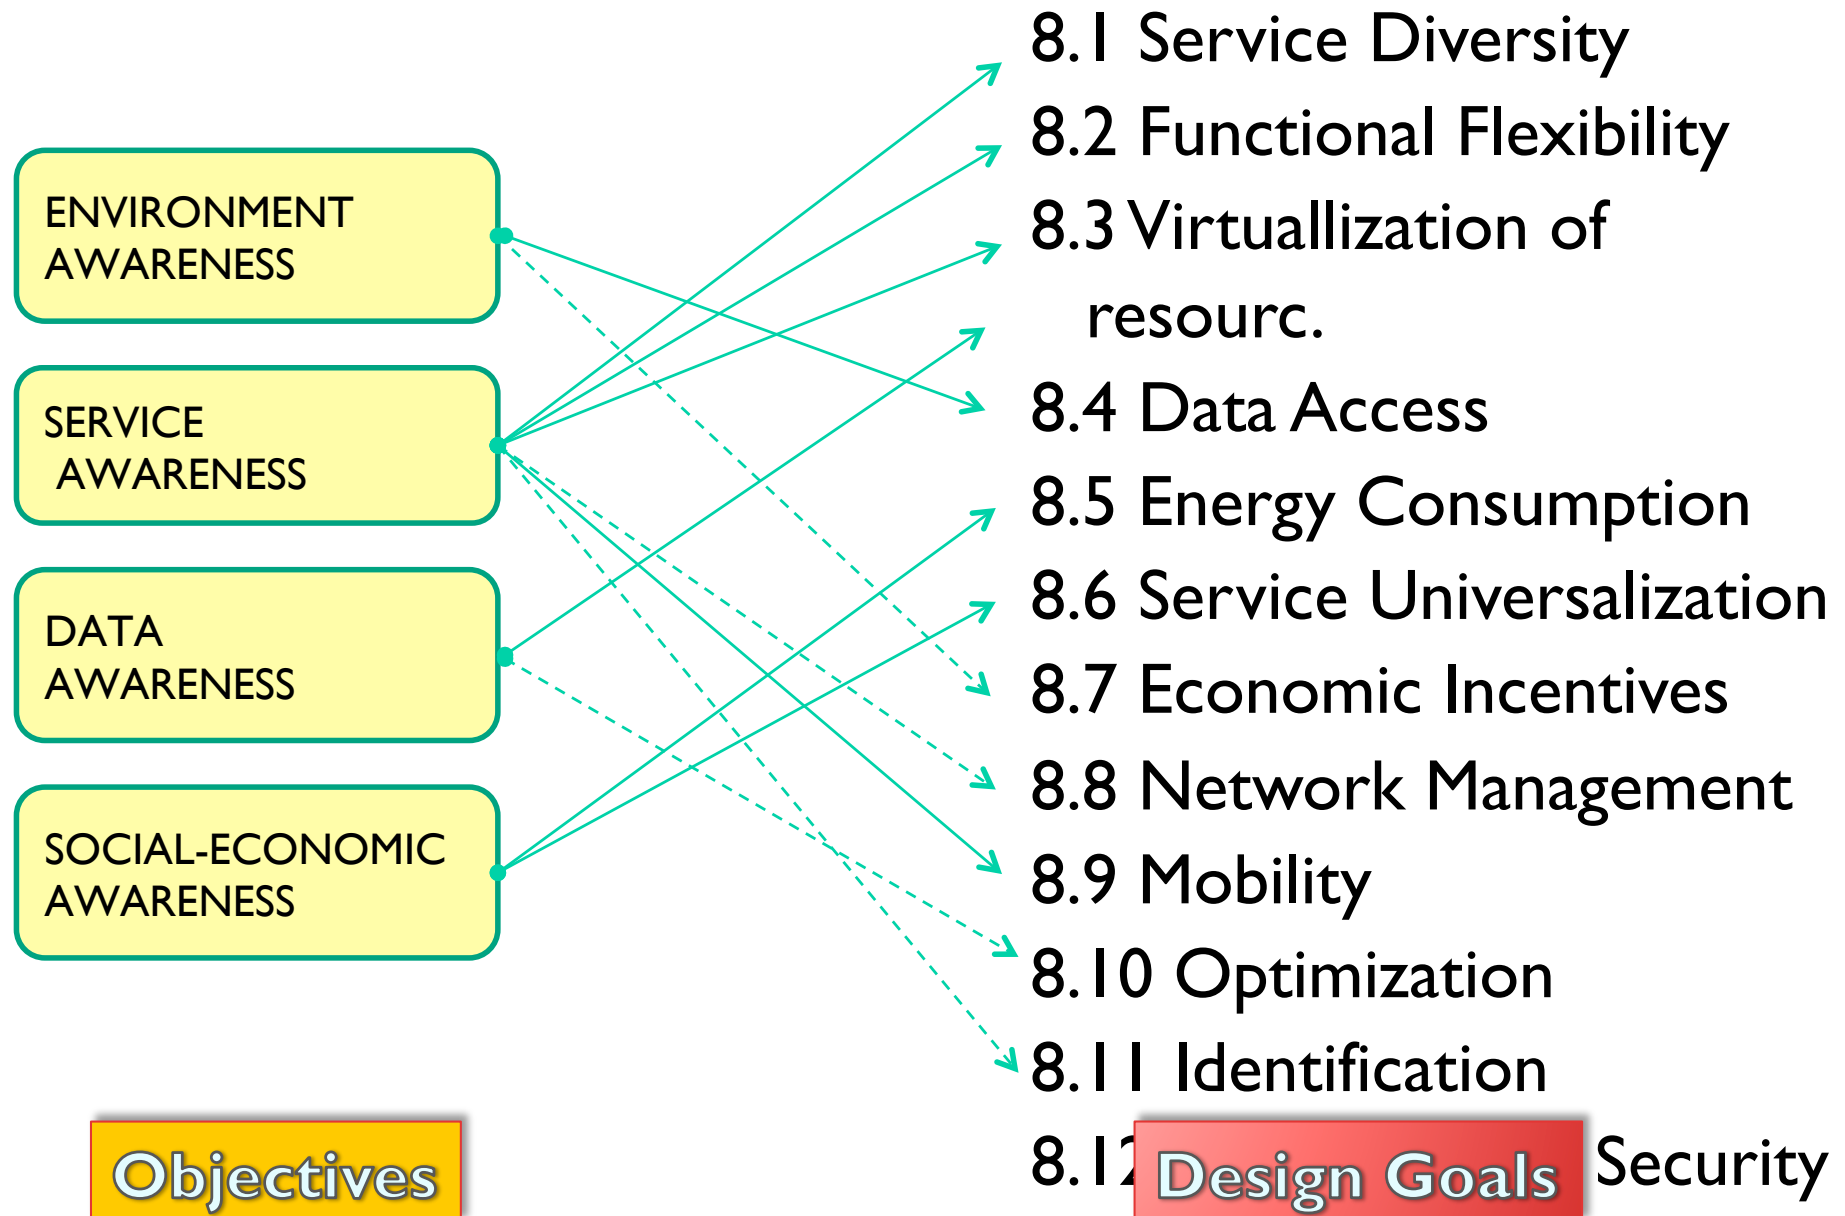 ENVIRONMENT
AWARENESS
SERVICE
AWARENESS
DATA
AWARENESS
SOCIAL-ECONOMIC
AWARENESS
Objectives
8.1 Service Diversity
8.2 Functional Flexibility
8.3 Virtuallization of
resourc.
8.4 Data Access
8.5 Energy Consumption
8.6 Service Universalization
8.7 Economic Incentives
8.8 Network Management
8.9 Mobility
8.10 Optimization
8.11 Identification
8.12 Security
Design Goals